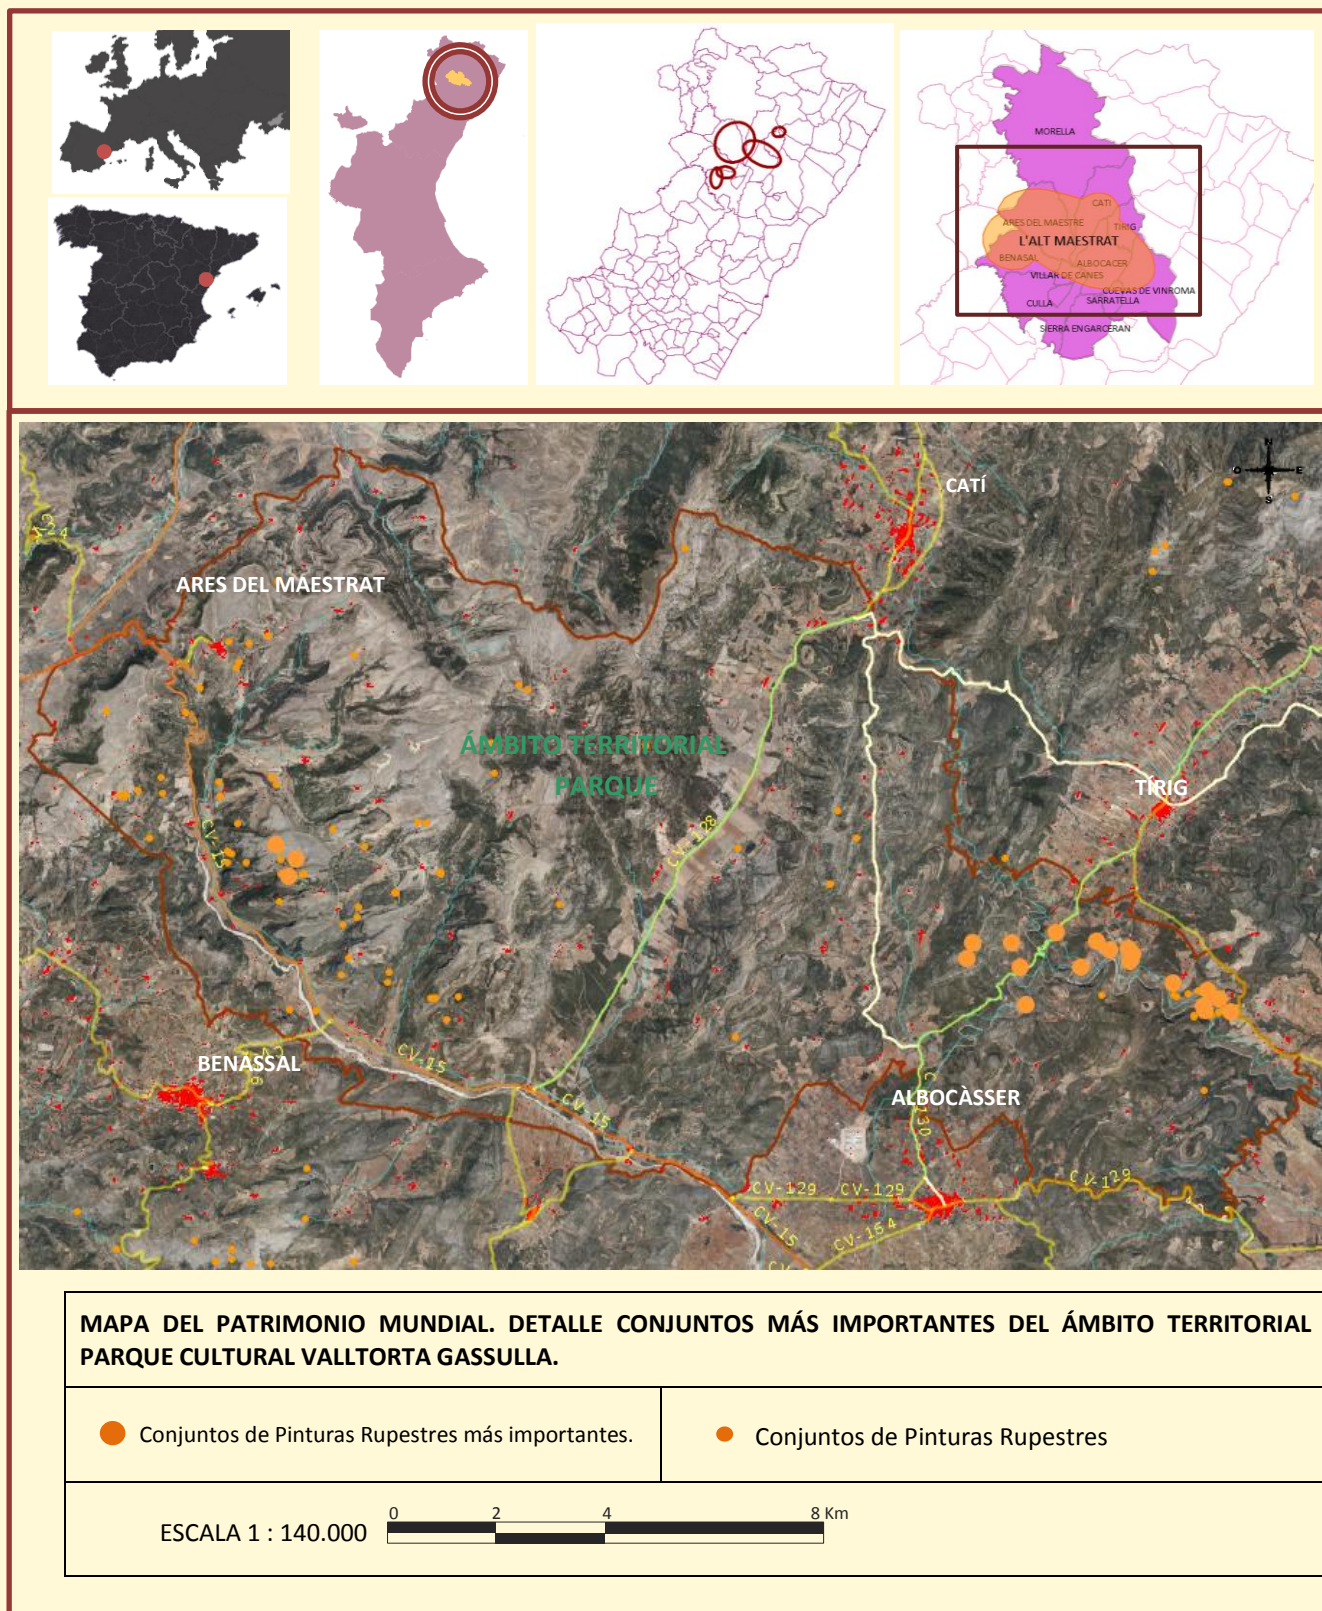 MORELLA
CATI
ARES DEL MAESTRE
TIRIG
L'ALT MAESTRAT
BENASAL
ALBOCACER
VILLAR DE CANES
CUEVAS DE VINROMA
CULLA
SARRATELLA
SIERRA ENGARCERAN
N
O E
S
CATÍ
ARES DEL MAESTRAT
ÁMBITO TERRITORIAL
PARQUE
TÍRIG
CV-15
CV-128
BENASSAL
CV-15
CV-15
ALBOCÀSSER
CV-129
CV-129
CV-129
CV-15
CV-154
MAPA DEL PATRIMONIO MUNDIAL. DETALLE CONJUNTOS MÁS IMPORTANTES DEL ÁMBITO TERRITORIAL
PARQUE CULTURAL VALLTORTA GASSULLA.
Conjuntos de Pinturas Rupestres más importantes.
Conjuntos de Pinturas Rupestres
ESCALA 1 : 140.000
0 2 4 8 Km